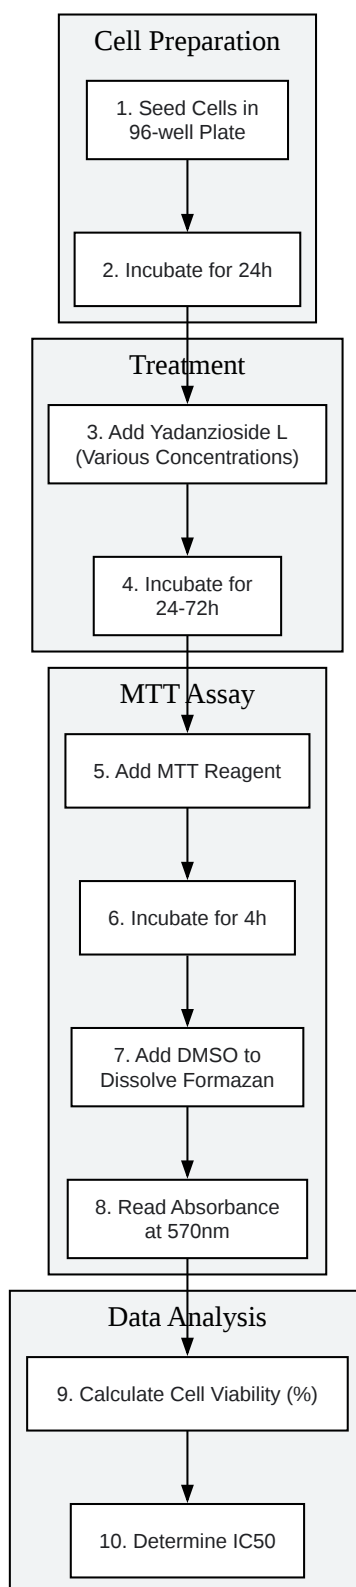 Cell Preparation
1. Seed Cells in
96-well Plate
2. Incubate for 24h
Treatment
3. Add Yadanzioside L
(Various Concentrations)
4. Incubate for
24-72h
MTT Assay
5. Add MTT Reagent
6. Incubate for 4h
7. Add DMSO to
Dissolve Formazan
8. Read Absorbance
at 570nm
Data Analysis
9. Calculate Cell Viability (%)
10. Determine IC50